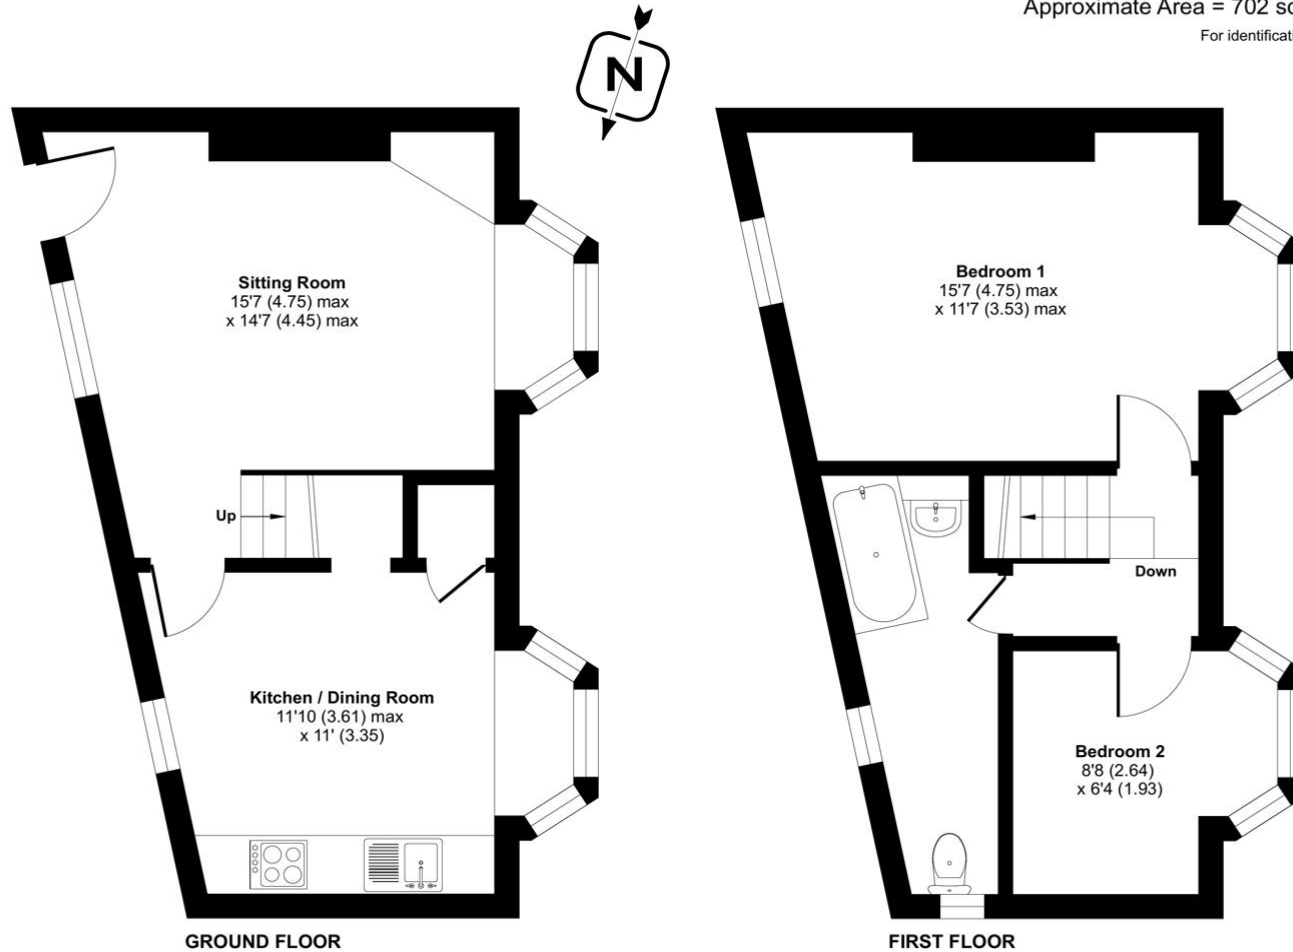 Approximate Area = 702 sq
For identificati
N
Sitting Room
15'7 (4.75) max
x 14'7 (4.45) max
Up
Kitchen / Dining Room
11'10 (3.61) max
x 11' (3.35)
GROUND FLOOR
Bedroom 1
15'7 (4.75) max
x 11'7 (3.53) max
Down
Bedroom 2
8'8 (2.64)
x 6'4 (1.93)
FIRST FLOOR